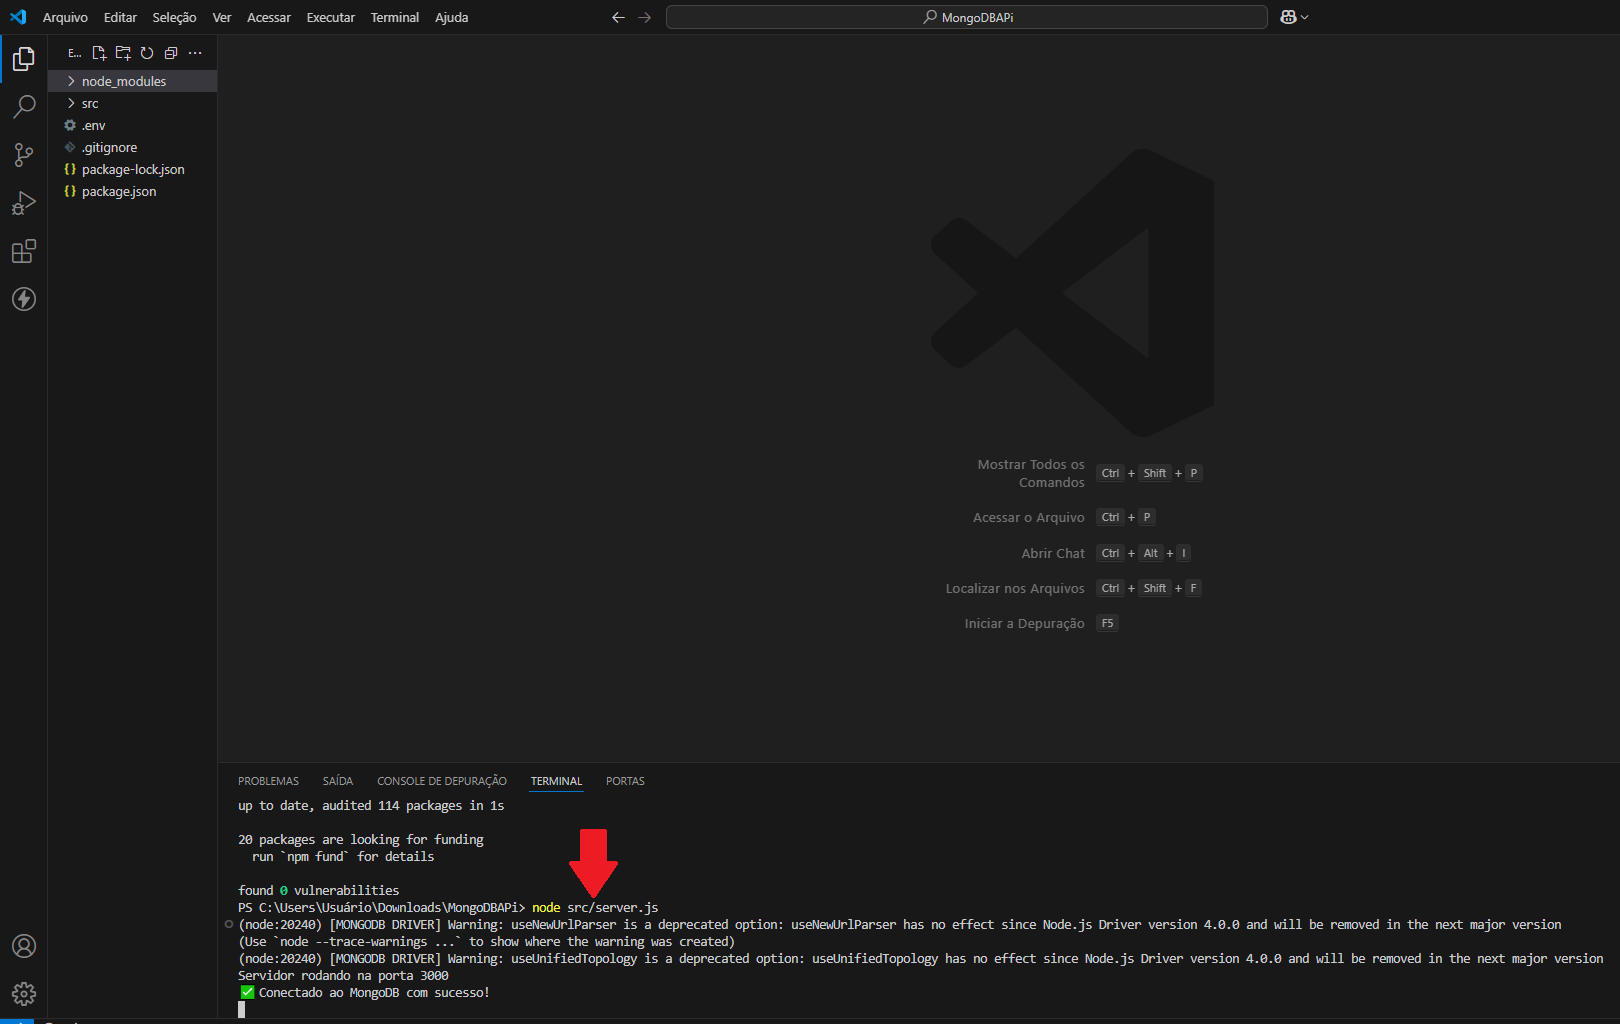 Arquivo Editar Seleção Ver Acessar Executar Terminal Ajuda
MongoDBAPi
E...
node_modules
src
.env
.gitignore
package-lock.json
package.json
Mostrar Todos os
Comandos
Ctrl + Shift + P
Acessar o Arquivo Ctrl + P
Abrir Chat Ctrl + Alt + I
Localizar nos Arquivos Ctrl + Shift + F
Iniciar a Depuração F5
PROBLEMAS SAÍDA CONSOLE DE DEPURAÇÃO TERMINAL PORTAS
up to date, audited 114 packages in 1s
20 packages are looking for funding
run `npm fund` for details
found 0 vulnerabilities
PS C:\Users\Usuário\Downloads\MongoDBAPi> node src/server.js
(node:20240) [MONGODB DRIVER] Warning: useNewUrlParser is a deprecated option: useNewUrlParser has no effect since Node.js Driver version 4.0.0 and will be removed in the next major version
(Use `node --trace-warnings ...` to show where the warning was created)
(node:20240) [MONGODB DRIVER] Warning: useUnifiedTopology is a deprecated option: useUnifiedTopology has no effect since Node.js Driver version 4.0.0 and will be removed in the next major version
Servidor rodando na porta 3000
✅ Conectado ao MongoDB com sucesso!